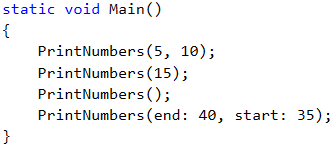 static void Main()
{
    PrintNumbers(5, 10);
    PrintNumbers(15);
    PrintNumbers();
    PrintNumbers(end: 40, start: 35);
}